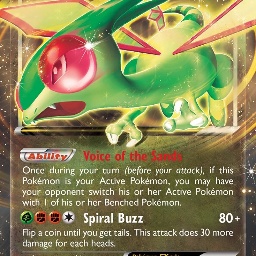 Ability Voice of the Sands
Once during your turn (before your attack), if this
Pokémon is your Active Pokémon, you may have
your opponent switch his or her Active Pokémon
with 1 of his or her Benched Pokémon.
Spiral Buzz 80+
Flip a coin until you get tails. This attack does 30 more
damage for each heads.